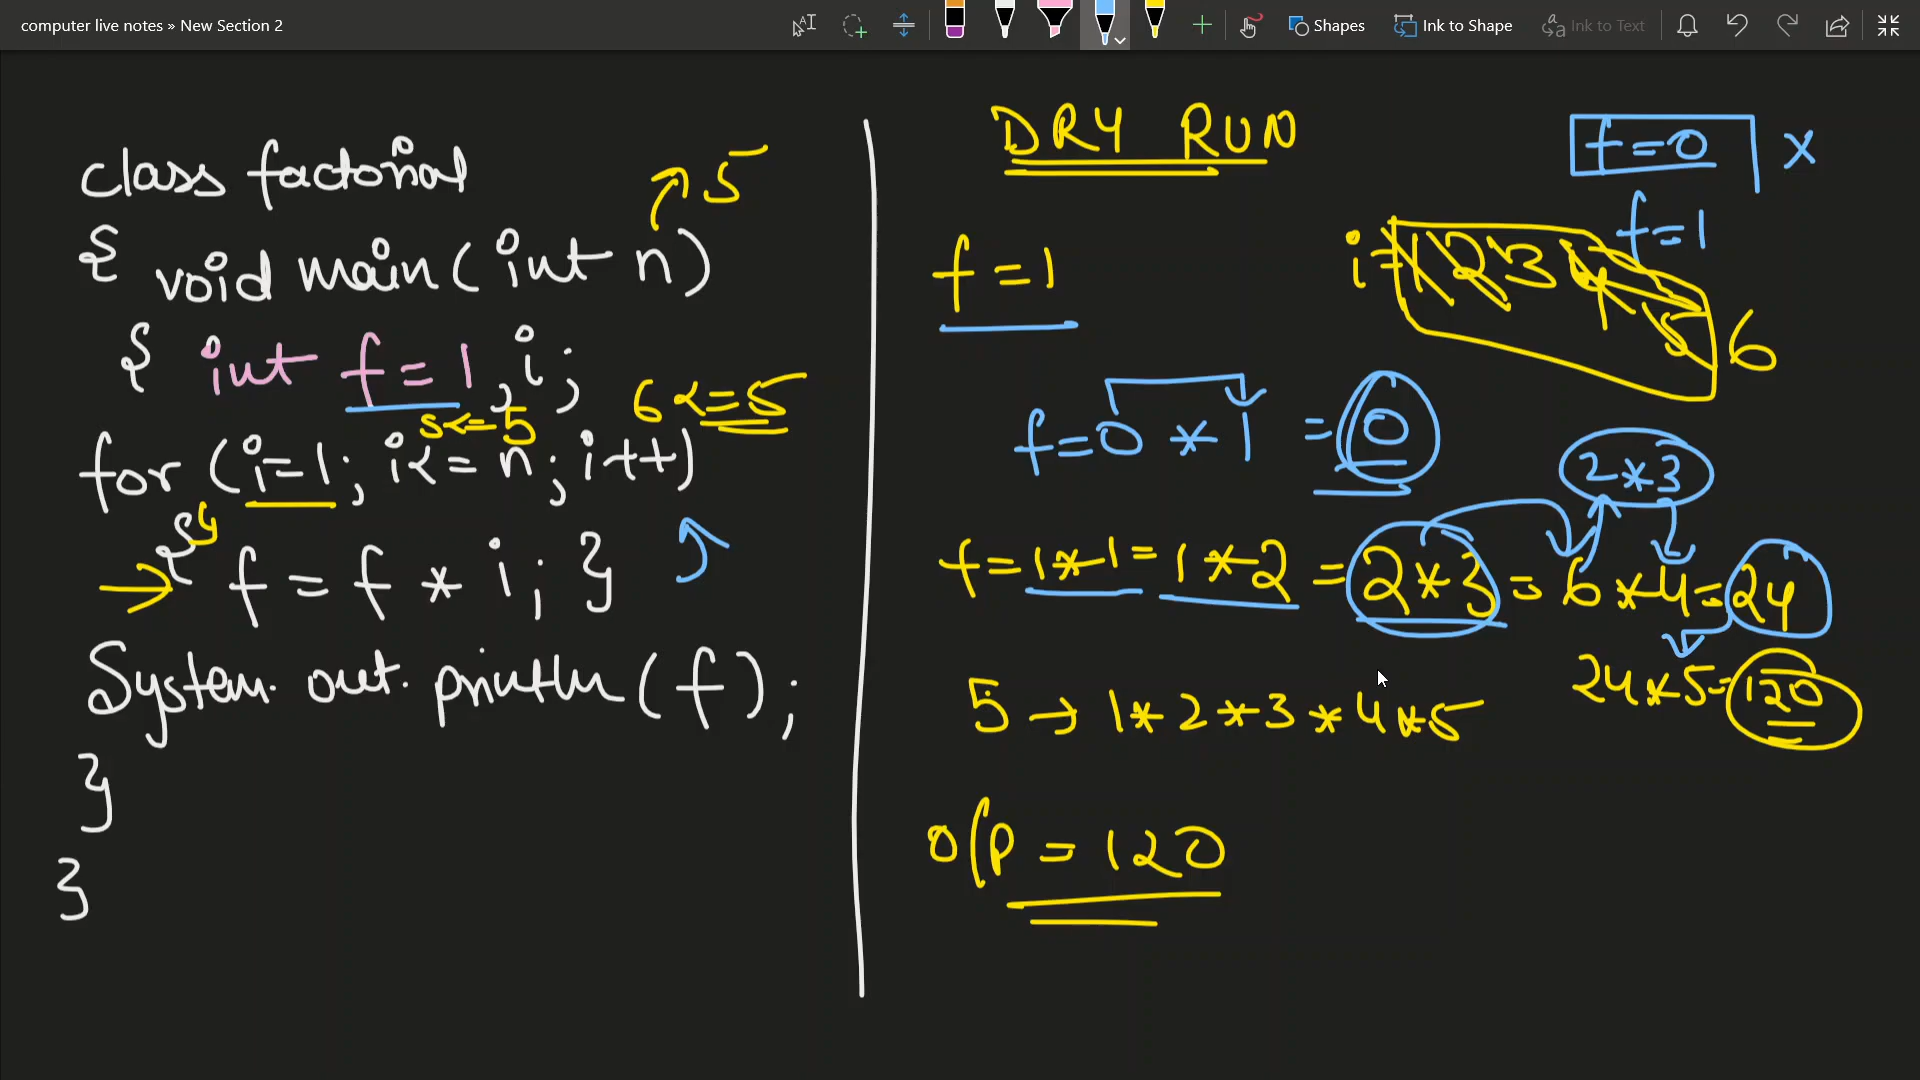 computer live notes » New Section 2
Shapes
Ink to Shape
Ink to Text
class factorial
{ void main(int n)
5
{ int f=1,i;
5<=5
6<=5
for (i=1; i<=n; i++)
{ f = f * i; }
System.out.println(f);
}
}
DRY RUN
f=0 x
f=1
f=1
i=1 2 3 4 5 6
f=0*1 =0
2*3
f=1*1=1*2=2*3=6*4=24
24*5=120
5→1*2*3*4*5
o/p = 120